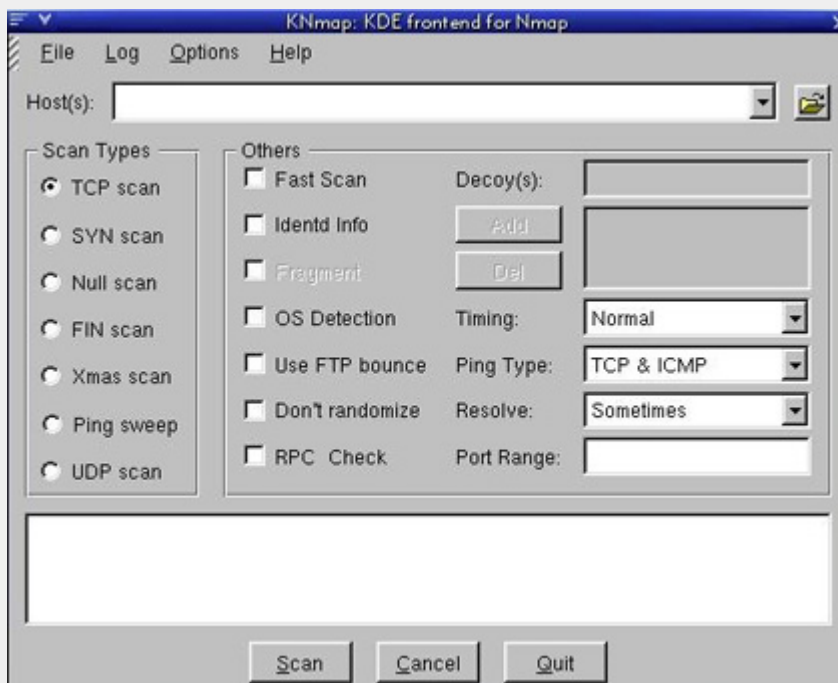 KNmap: KDE frontend for Nmap
File Log Options Help
Host(s):
Scan Types
TCP scan
SYN scan
Null scan
FIN scan
Xmas scan
Ping sweep
UDP scan
Others
Fast Scan Decoy(s):
Identd Info Add
Fragment Del
OS Detection Timing: Normal
Use FTP bounce Ping Type: TCP & ICMP
Don't randomize Resolve: Sometimes
RPC Check Port Range:
Scan Cancel Quit